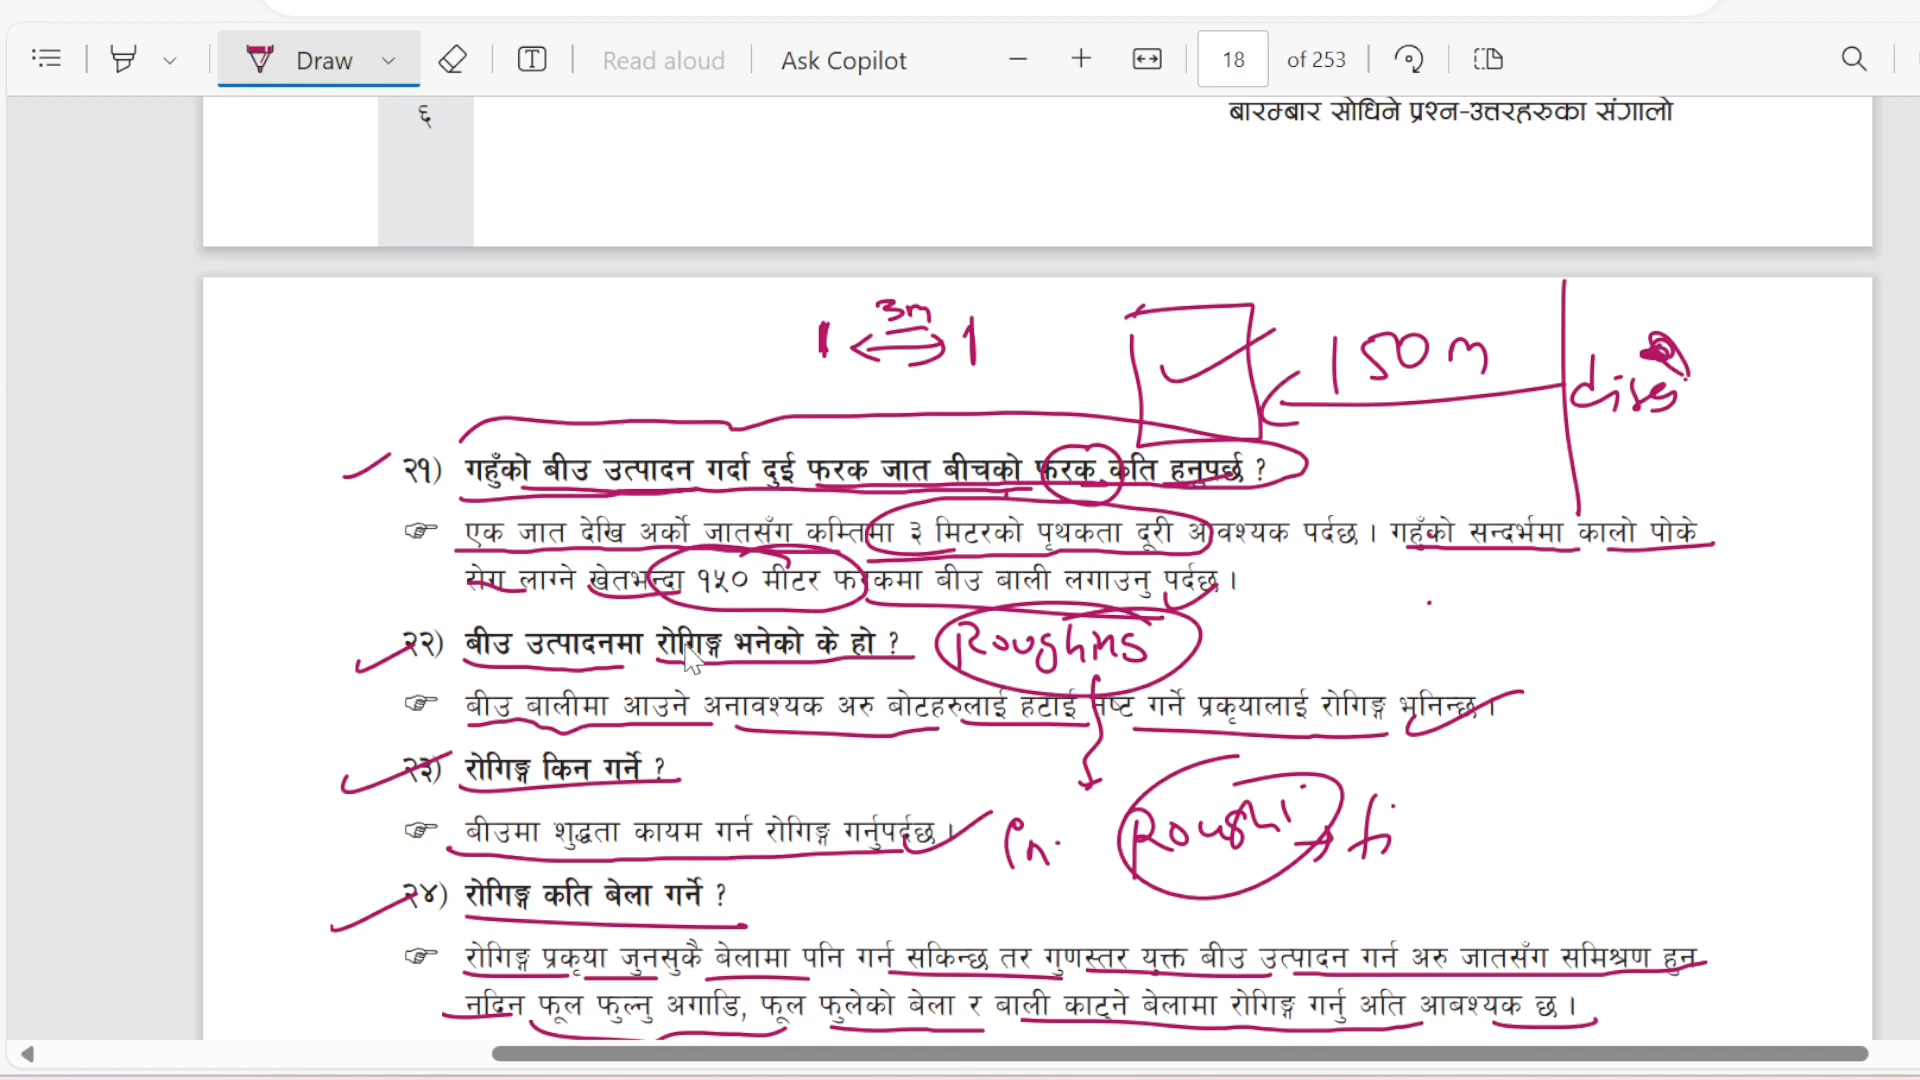 Draw
Read aloud
Ask Copilot
18 of 253
६
बारम्बार सोधिने प्रश्न-उत्तरहरुका संगालो
3m
150 m
२१) गहुँको बीउ उत्पादन गर्दा दुई फरक जात बीचको फरक कति हुनुपर्छ ?
एक जात देखि अर्को जातसँग कम्तिमा ३ मिटरको पृथकता दूरी आवश्यक पर्दछ । गहुँको सन्दर्भमा कालो पोके
रोग लाग्ने खेतभन्दा १५० मीटर फरकमा बीउ बाली लगाउनु पर्दछ ।
२२) बीउ उत्पादनमा रोगिङ्ग भनेको के हो ?
बीउ बालीमा आउने अनावश्यक अरु बोटहरुलाई हटाई नष्ट गर्ने प्रकृयालाई रोगिङ्ग भनिन्छ ।
२३) रोगिङ्ग किन गर्ने ?
बीउमा शुद्धता कायम गर्न रोगिङ्ग गर्नुपर्दछ ।
२४) रोगिङ्ग कति बेला गर्ने ?
रोगिङ्ग प्रकृया जुनसुकै बेलामा पनि गर्न सकिन्छ तर गुणस्तर युक्त बीउ उत्पादन गर्न अरु जातसँग समिश्रण हुन
नदिन फूल फुल्नु अगाडि, फूल फुलेको बेला र बाली काट्ने बेलामा रोगिङ्ग गर्नु अति आबश्यक छ ।